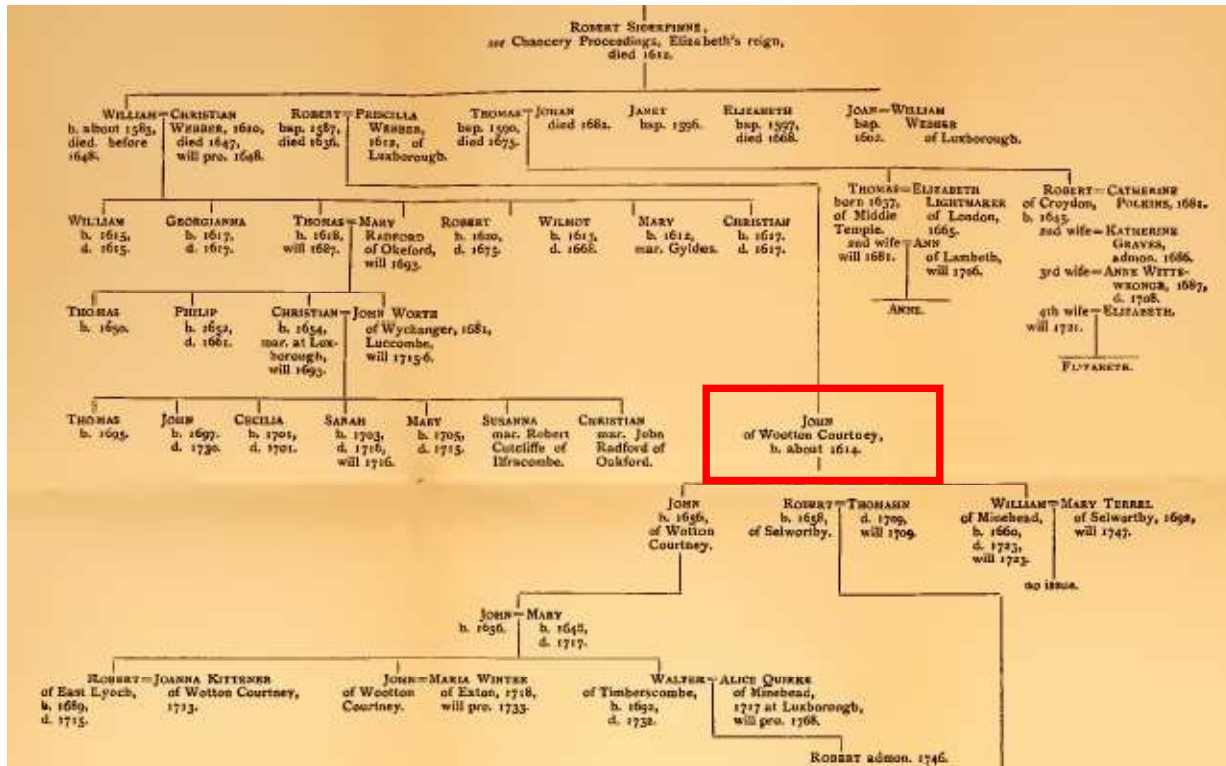 ROBERT SIDERFINNE,
see Chancery Proceedings, Elizabeth's reign,
died 1612.
WILLIAM = CHRISTIAN
b. about 1585, WEBBER, 1610,
died. before died 1647,
1648. will pro. 1648.
ROBERT = PRISCILLA
bap. 1587, WEBBER,
died 1636. 1612, of
Luxborough.
THOMAS = JOHAN
bap. 1590, died 1682.
died 1675.
JANET
bap. 1596.
ELIZABETH
bap. 1597,
died 1668.
JOAN = WILLIAM
bap. WEBBER
1602. of Luxborough.
WILLIAM
b. 1615,
d. 1615.
GEORGIANNA
b. 1617,
d. 1617.
THOMAS = MARY
b. 1618, RADFORD
will 1687. of Okeford,
will 1693.
ROBERT
b. 1620,
d. 1675.
WILMOT
b. 1613,
d. 1668.
MARY
b. 1612,
mar. Gyldes.
CHRISTIAN
b. 1617.
d. 1617.
THOMAS = ELIZABETH
born 1637, LIGHTMAKER
of Middle of London,
Temple. 1665.
2nd wife = ANN
will 1681. of Lambeth,
will 1706.
ANNE.
ROBERT = CATHERINE
of Croydon, POLKINS, 1681.
b. 1645.
2nd wife = KATHERINE
GRAVES,
admon. 1686.
3rd wife = ANNE WITTE-
WRONGE, 1687,
d. 1708.
4th wife = ELIZABETH.
will 1721.
ELIZABETH.
THOMAS
b. 1650.
PHILIP
b. 1652,
d. 1661.
CHRISTIAN = JOHN WORTH
b. 1654, of Wychanger, 1681,
mar. at Lux- Luccombe,
borough, will 1715-6.
will 1693.
THOMAS
b. 1695.
JOHN
b. 1697.
d. 1730.
CECILIA
b. 1701,
d. 1701.
SARAH
b. 1703,
d. 1716,
will 1716.
MARY
b. 1705,
d. 1715.
SUSANNA
mar. Robert
Cutcliffe of
Ilfracombe.
CHRISTIAN
mar. John
Radford of
Oakford.
JOHN
of Wootton Courtney,
b. about 1614.
JOHN
b. 1656,
of Wotton
Courtney.
ROBERT = THOMASIN
b. 1658, d. 1709,
of Selworthy. will 1709.
WILLIAM = MARY TERREL
of Minehead, of Selworthy, 1692,
b. 1660, will 1747.
d. 1723,
will 1723.
no issue.
JOHN = MARY
b. 1656. b. 1648,
d. 1717.
ROBERT = JOANNA KITTENER
of East Lynch, of Wotton Courtney,
b. 1689, 1713.
d. 1715.
JOHN = MARIA WINTER
of Wootton of Exton, 1718,
Courtney. will pro. 1733.
WALTER = ALICE QUIRKE
of Timberscombe, of Minehead,
b. 1692, 1717 at Luxborough,
d. 1732. will pro. 1768.
ROBERT admon. 1746.